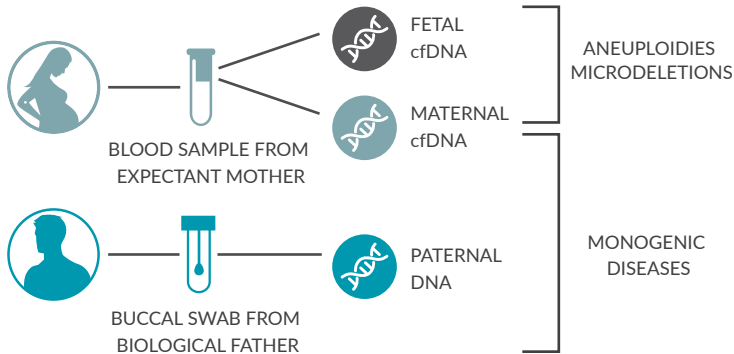 FETAL
cfDNA
ANEUPLOIDIES
MICRODELETIONS
MATERNAL
cfDNA
BLOOD SAMPLE FROM
EXPECTANT MOTHER
MONOGENIC
DISEASES
PATERNAL
DNA
BUCCAL SWAB FROM
BIOLOGICAL FATHER